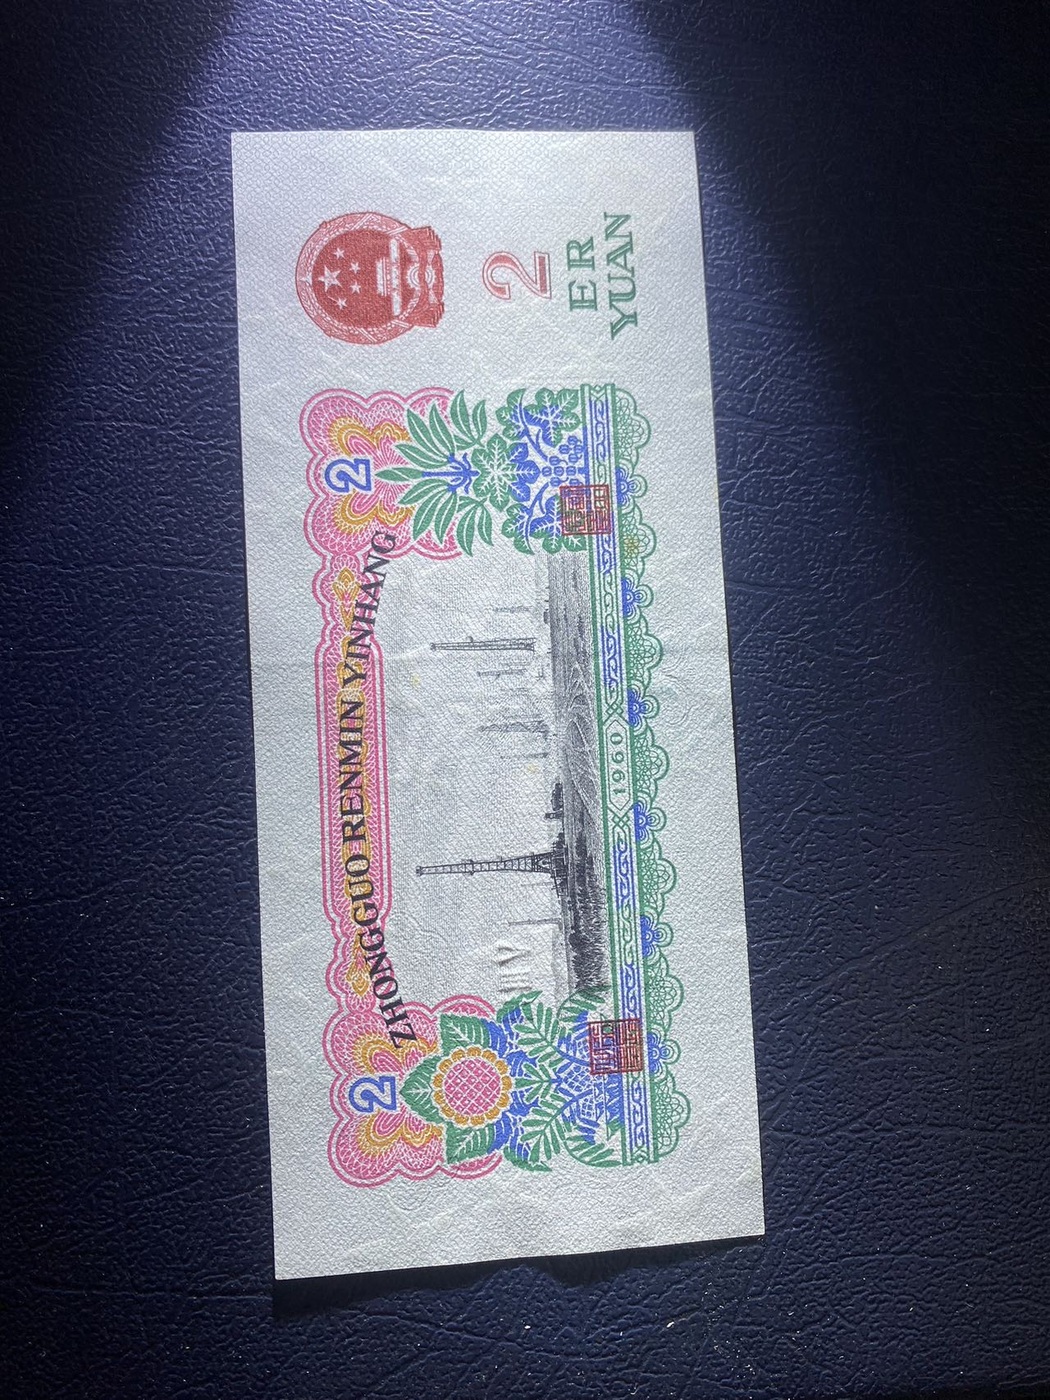 ZHONGGUO RENMIN YINHANG
2
2
2
ER
YUAN
1960